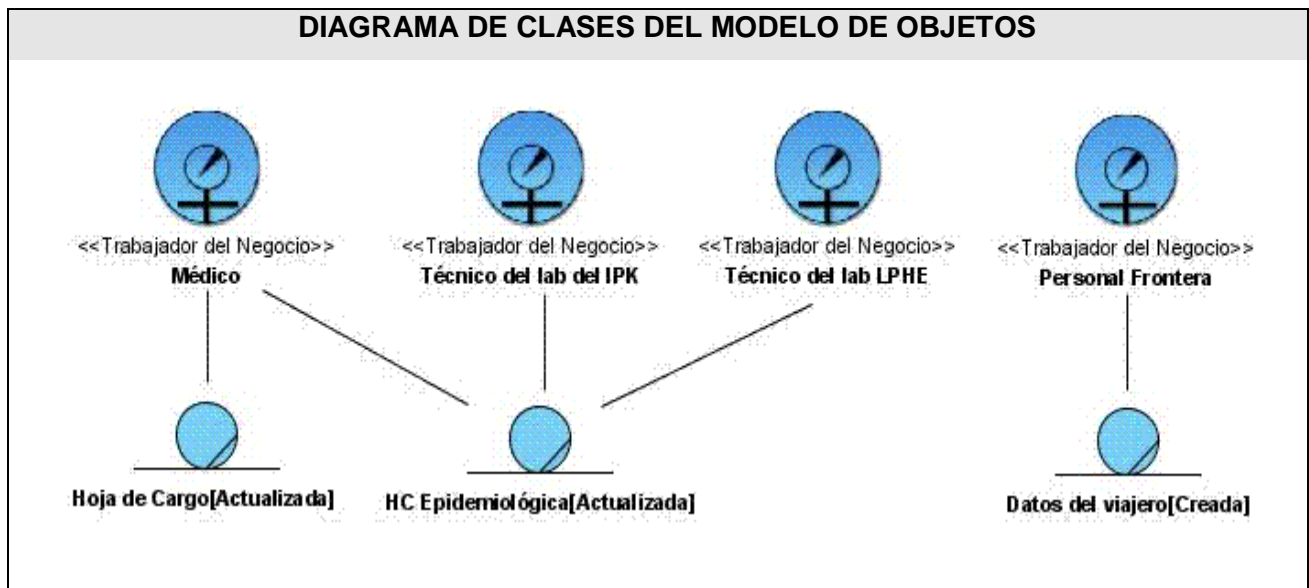 DIAGRAMA DE CLASES DEL MODELO DE OBJETOS
<<Trabajador del Negocio>> <<Trabajador del Negocio>> <<Trabajador del Negocio>> <<Trabajador del Negocio>>
Médico Técnico del lab del IPK Técnico del lab LPHE Personal Frontera
Hoja de Cargo[Actualizada] HC Epidemiológica[Actualizada] Datos del viajero[Creada]